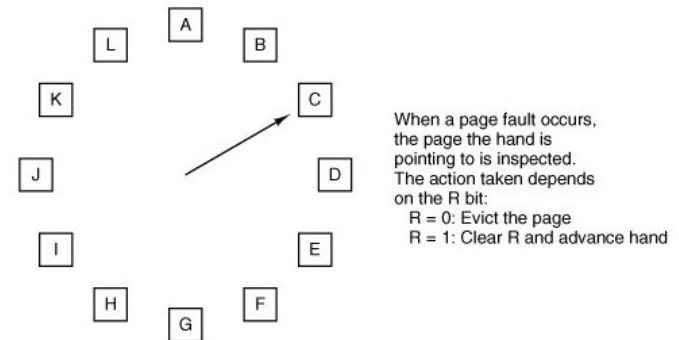 A
L
B
K
C
When a page fault occurs,
the page the hand is
pointing to is inspected.
The action taken depends
on the R bit:
R = 0: Evict the page
R = 1: Clear R and advance hand
J
D
I
E
H
F
G